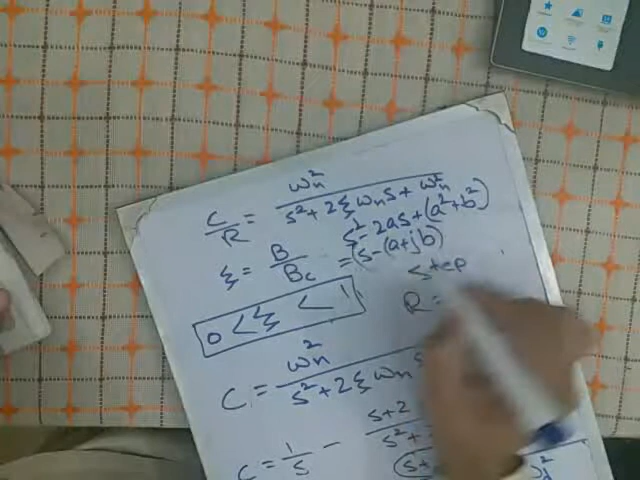 C/R = ωn² / s² + 2ξωns + ωn²
s² - 2as + (a² + b²)
ξ = B/Bc = (s - (a + jb)
step
0 < ξ < 1
R =
C = ωn² / s² + 2ξωn s
C = 1/s - s + 2 / s² +
s +